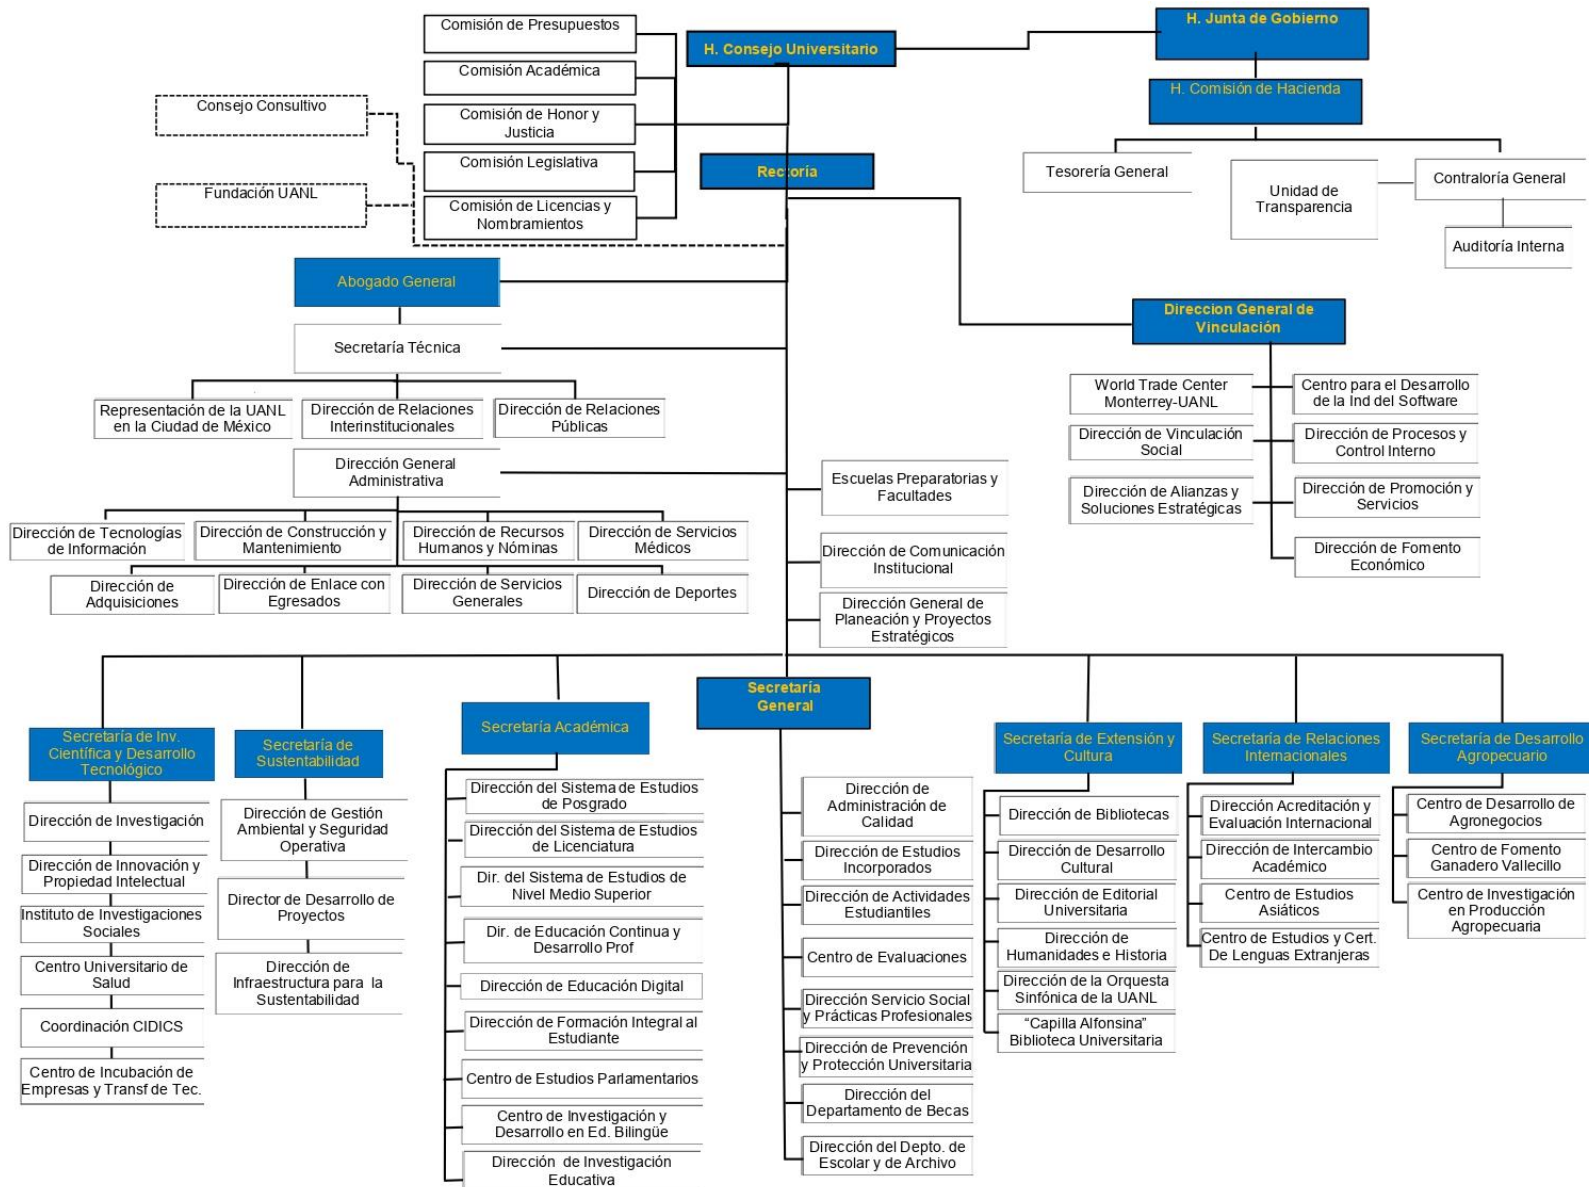 Comisión de Presupuestos
Comisión Académica
Comisión de Honor y
Justicia
Comisión Legislativa
Comisión de Licencias y
Nombramientos
H. Consejo Universitario
H. Junta de Gobierno
H. Comisión de Hacienda
Tesorería General
Unidad de
Transparencia
Contraloría General
Auditoría Interna
Consejo Consultivo
Fundación UANL
Rectoría
Abogado General
Secretaría Técnica
Representación de la UANL
en la Ciudad de México
Dirección de Relaciones
Interinstitucionales
Dirección de Relaciones
Públicas
Dirección General
Administrativa
Dirección de Tecnologías
de Información
Dirección de Construcción y
Mantenimiento
Dirección de Recursos
Humanos y Nóminas
Dirección de Servicios
Médicos
Dirección de
Adquisiciones
Dirección de Enlace con
Egresados
Dirección de Servicios
Generales
Dirección de Deportes
Direccion General de
Vinculación
World Trade Center
Monterrey-UANL
Centro para el Desarrollo
de la Ind del Software
Dirección de Vinculación
Social
Dirección de Procesos y
Control Interno
Dirección de Alianzas y
Soluciones Estratégicas
Dirección de Promoción y
Servicios
Dirección de Fomento
Económico
Escuelas Preparatorias y
Facultades
Dirección de Comunicación
Institucional
Dirección General de
Planeación y Proyectos
Estratégicos
Secretaría de Inv.
Científica y Desarrollo
Tecnológico
Dirección de Investigación
Dirección de Innovación y
Propiedad Intelectual
Instituto de Investigaciones
Sociales
Centro Universitario de
Salud
Coordinación CIDICS
Centro de Incubación de
Empresas y Transf de Tec.
Secretaría de
Sustentabilidad
Dirección de Gestión
Ambiental y Seguridad
Operativa
Director de Desarrollo de
Proyectos
Dirección de
Infraestructura para la
Sustentabilidad
Secretaría Académica
Dirección del Sistema de Estudios
de Posgrado
Dirección del Sistema de Estudios
de Licenciatura
Dir. del Sistema de Estudios de
Nivel Medio Superior
Dir. de Educación Continua y
Desarrollo Prof
Dirección de Educación Digital
Dirección de Formación Integral al
Estudiante
Centro de Estudios Parlamentarios
Centro de Investigación y
Desarrollo en Ed. Bilingüe
Dirección de Investigación
Educativa
Secretaría
General
Dirección de
Administración de
Calidad
Dirección de Estudios
Incorporados
Dirección de Actividades
Estudiantiles
Centro de Evaluaciones
Dirección Servicio Social
y Prácticas Profesionales
Dirección de Prevención
y Protección Universitaria
Dirección del
Departamento de Becas
Dirección del Depto. de
Escolar y de Archivo
Secretaría de Extensión y
Cultura
Dirección de Bibliotecas
Dirección de Desarrollo
Cultural
Dirección de Editorial
Universitaria
Dirección de
Humanidades e Historia
Dirección de la Orquesta
Sinfónica de la UANL
“Capilla Alfonsina”
Biblioteca Universitaria
Secretaría de Relaciones
Internacionales
Dirección Acreditación y
Evaluación Internacional
Dirección de Intercambio
Académico
Centro de Estudios
Asiáticos
Centro de Estudios y Cert.
De Lenguas Extranjeras
Secretaría de Desarrollo
Agropecuario
Centro de Desarrollo de
Agronegocios
Centro de Fomento
Ganadero Vallecillo
Centro de Investigación
en Producción
Agropecuaria